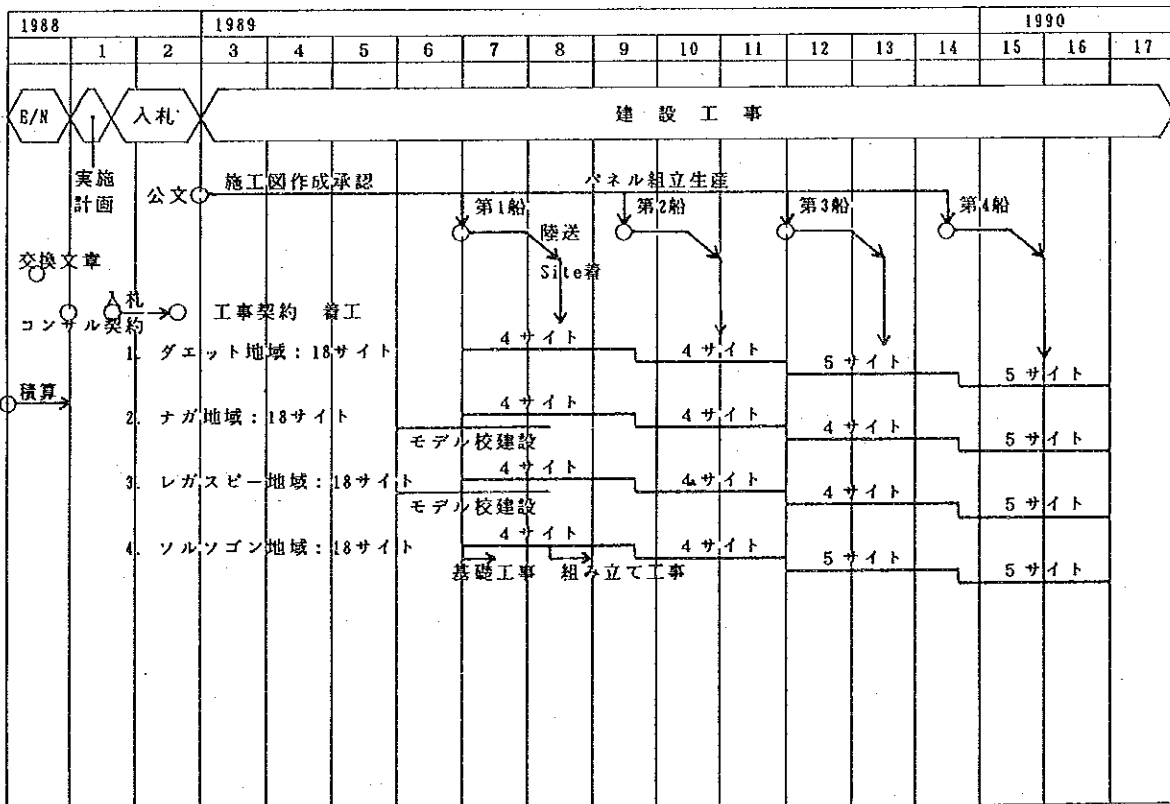 1988 1989 1990
1 2 3 4 5 6 7 8 9 10 11 12 13 14 15 16 17
E/N 入札 建設工事
実施
計画
公文 施工図作成承認 パネル組立生産
第1船 第2船 第3船 第4船
陸送
交換文章 Site着
入札
工事契約 着工
コンサル契約
1. ダエット地域:18サイト 4サイト 4サイト 5サイト 5サイト
積算
2. ナガ地域:18サイト 4サイト 4サイト 4サイト 5サイト
モデル校建設
3. レガスピー地域:18サイト 4サイト 4サイト 4サイト 5サイト
モデル校建設
4. ソルソゴン地域:18サイト 4サイト 4サイト 5サイト 5サイト
基礎工事 組み立て工事